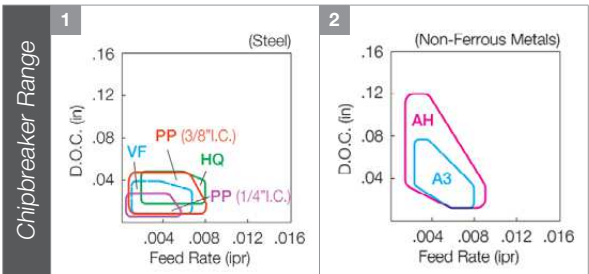 Chipbreaker Range
1
(Steel)
.16
.12
.08
.04
D.O.C. (in)
PP (3/8"I.C.)
VF
HQ
PP (1/4"I.C.)
.004 .008 .012 .016
Feed Rate (ipr)
2
(Non-Ferrous Metals)
.16
.12
.08
.04
D.O.C. (in)
AH
A3
.004 .008 .012 .016
Feed Rate (ipr)